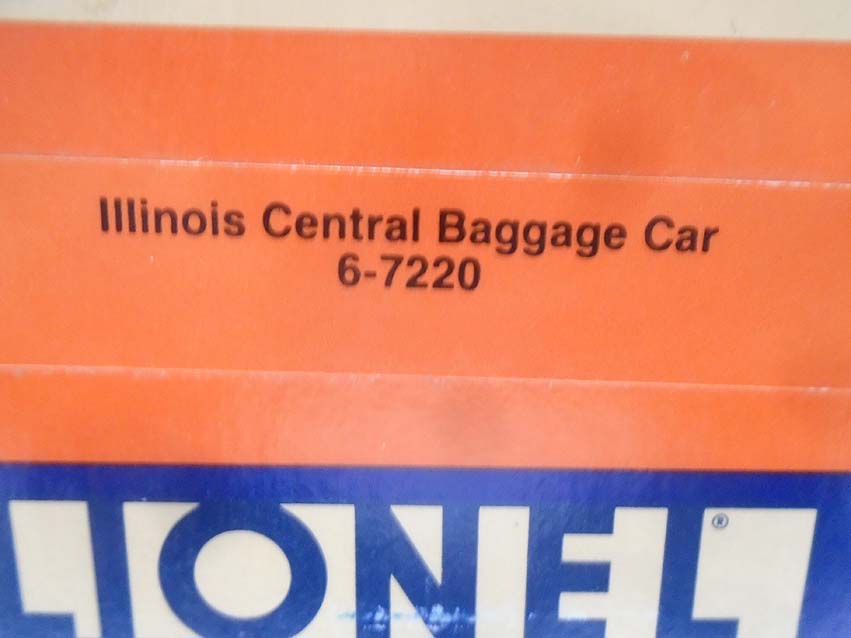 Illinois Central Baggage Car
6-7220
LIONEL ®